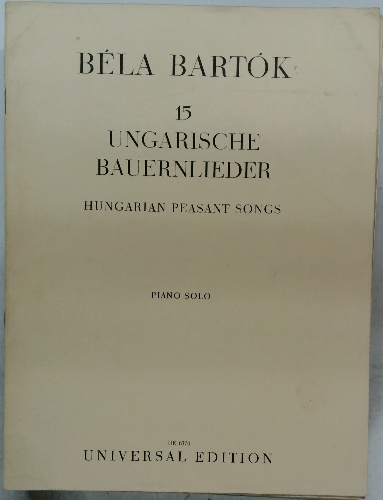 BÉLA BARTÓK
15
UNGARISCHE
BAUERNLIEDER
HUNGARIAN PEASANT SONGS
PIANO SOLO
UNIVERSAL EDITION